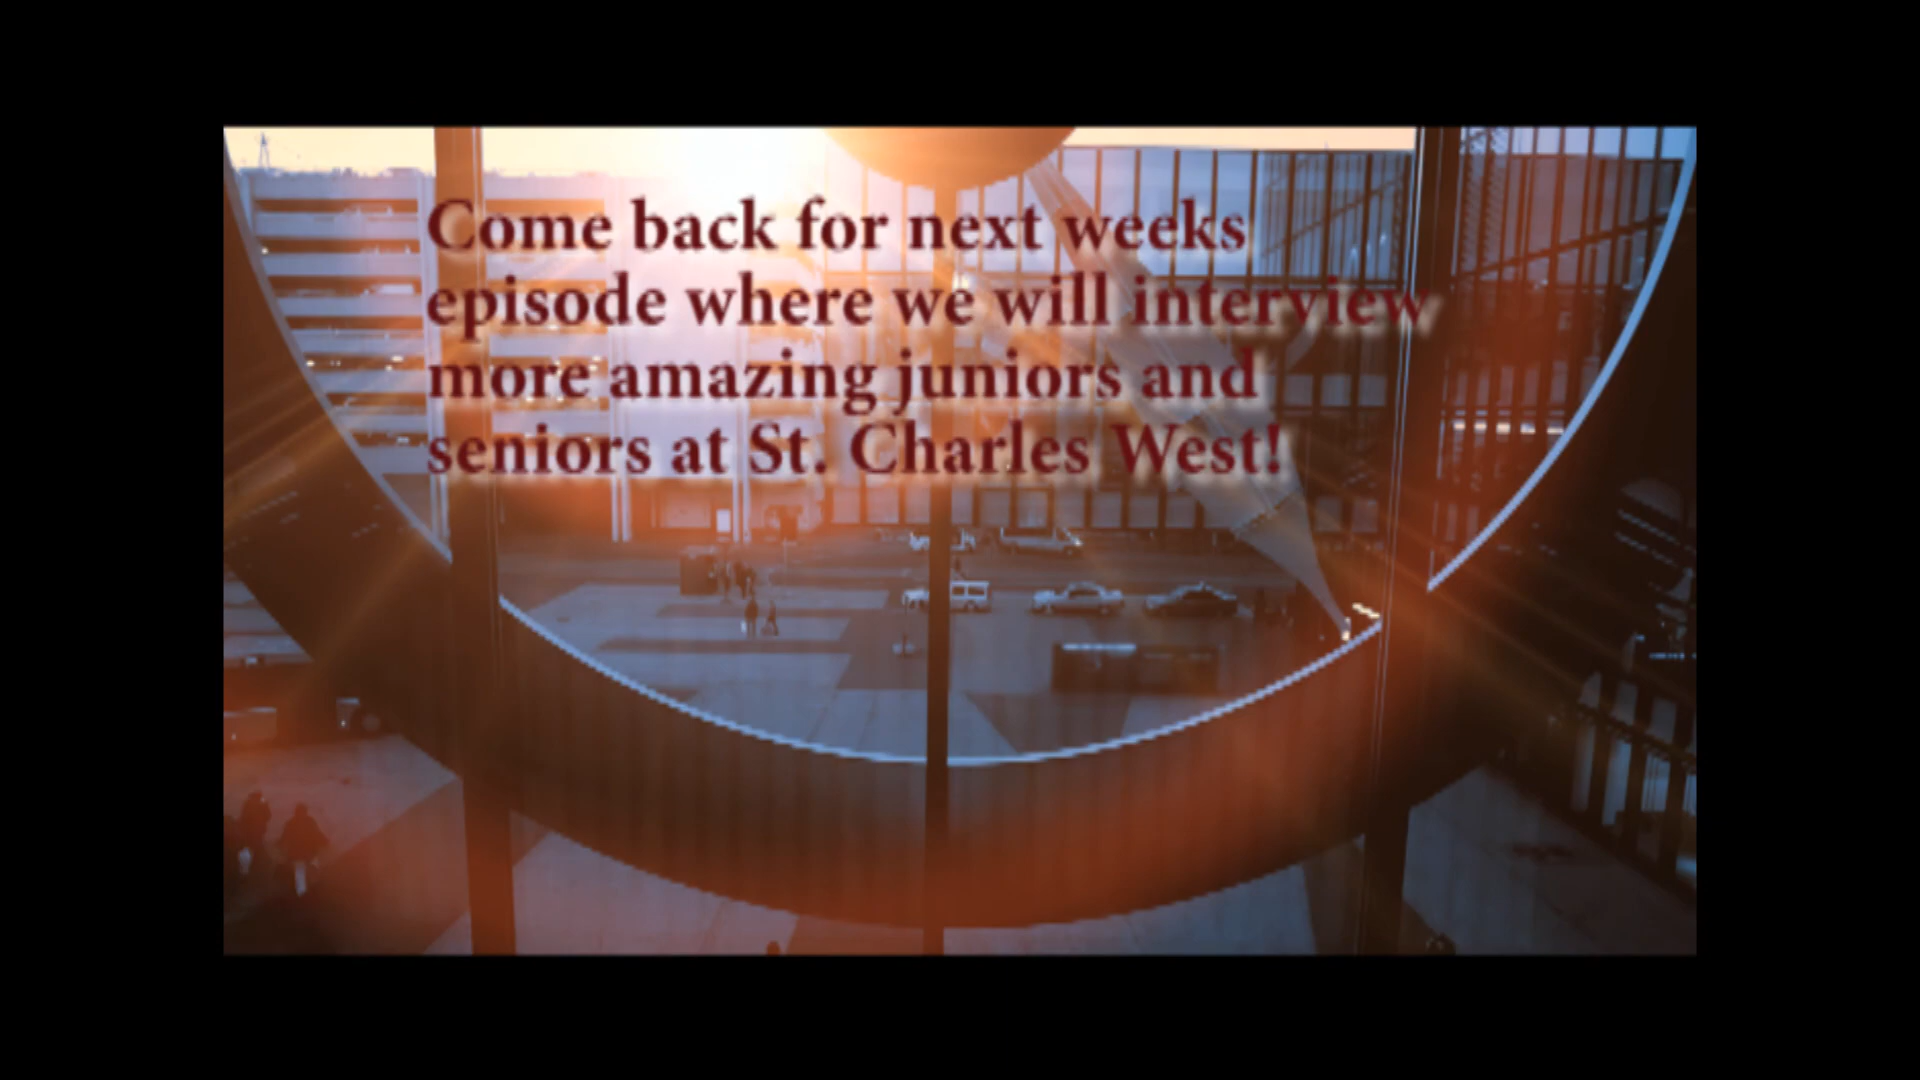 Come back for next weeks
episode where we will interview
more amazing juniors and
seniors at St. Charles West!